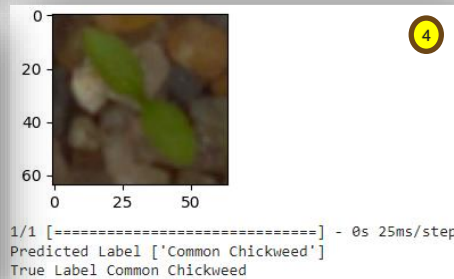 4
0
20
40
60
0 25 50
1/1 [==============================] - 0s 25ms/step
Predicted Label ['Common Chickweed']
True Label Common Chickweed